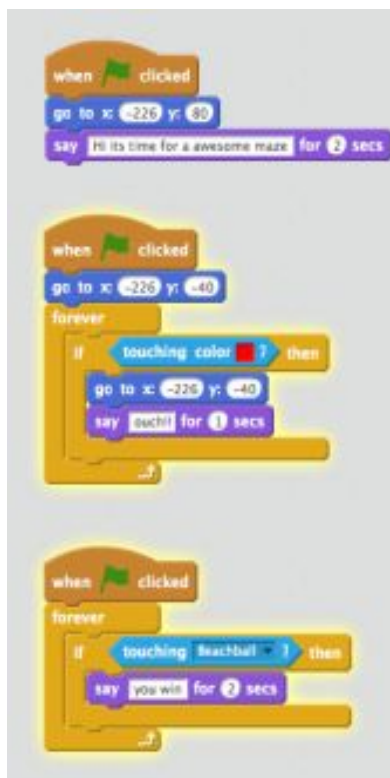 when clicked
go to x: -226 y: 80
say Hi its time for a awesome maze for 2 secs
when clicked
go to x: -226 y: -40
forever
if touching color ? then
go to x: -226 y: -40
say ouch!! for 1 secs
when clicked
forever
if touching Beachball ? then
say you win for 2 secs